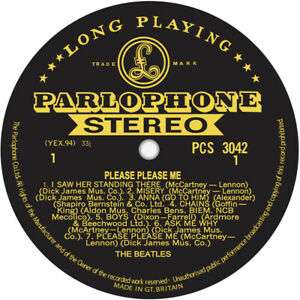 LONG PLAYING
TRADE MARK
£
PARLOPHONE
STEREO
(YEX.94) 33⅓
PCS 3042
1
1
PLEASE PLEASE ME
1. I SAW HER STANDING THERE (McCartney — Lennon)
(Dick James Mus. Co.) 2. MISERY (McCartney — Lennon)
(Dick James Mus. Co.) 3. ANNA (GO TO HIM) (Alexander)
(Shapiro Bernstein & Co. Ltd.) 4. CHAINS (Goffin —
King) (Aldon Mus. Charles Bens. BIEM. NCB
Mecolico) 5. BOYS (Dixon — Farrell) (Ardmore
& Beechwood Ltd.) 6. ASK ME WHY
(McCartney — Lennon) (Dick James Mus.
Co.) 7. PLEASE PLEASE ME (McCartney —
Lennon) (Dick James Mus. Co.)
THE BEATLES
The Parlophone Co. Ltd. All rights of the Manufacturer and of the Owner of the recorded work reserved · Unauthorised public performance broadcasting and copying of this record prohibited
MADE IN GT. BRITAIN